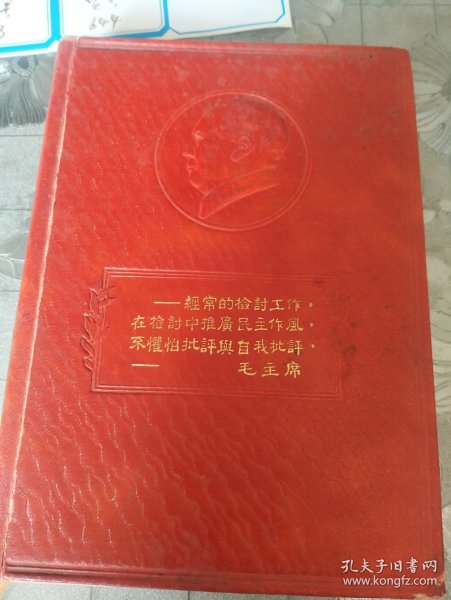 ——經常的檢討工作，
在檢討中推廣民主作風，
不懼怕批評與自我批評，
——　毛主席
孔夫子旧书网
www.kongfz.com